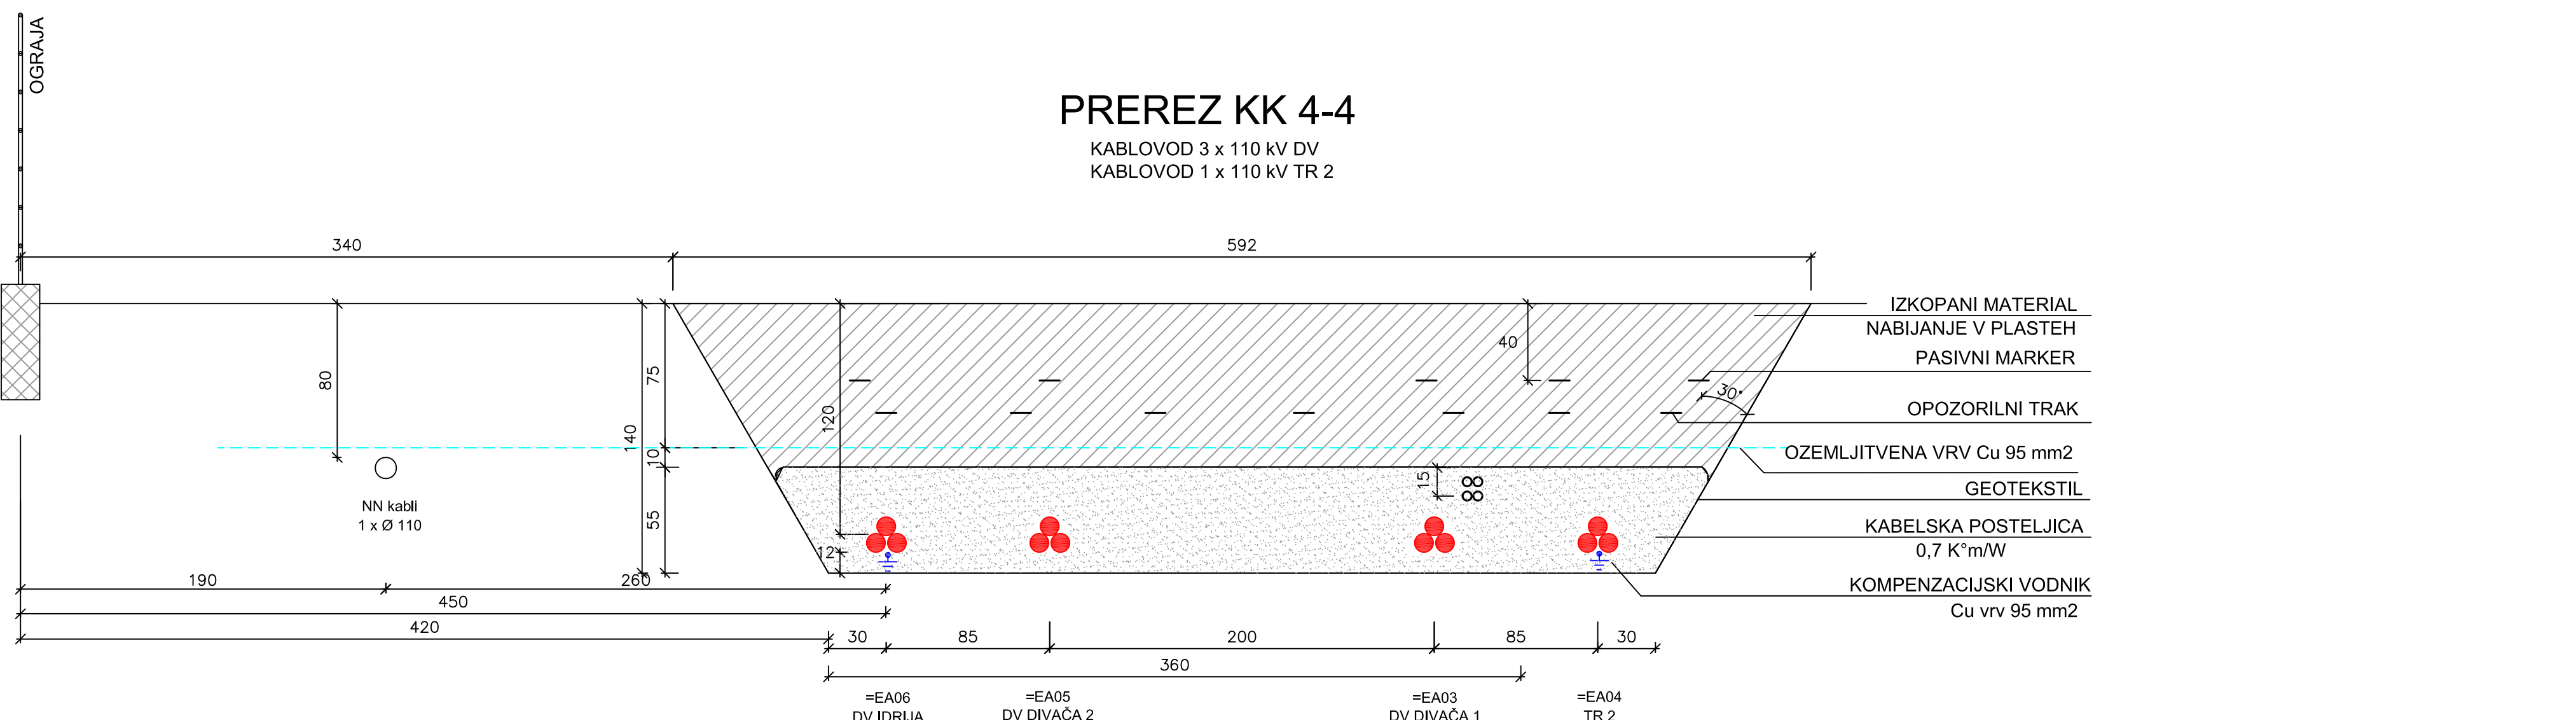 OGRAJA
PREREZ KK 4-4
KABLOVOD 3 x 110 kV DV
KABLOVOD 1 x 110 kV TR 2
340
592
IZKOPANI MATERIAL
NABIJANJE V PLASTEH
40
PASIVNI MARKER
80
75
30°
OPOZORILNI TRAK
120
140
10
OZEMLJITVENA VRV Cu 95 mm2
15
GEOTEKSTIL
NN kabli
1 x Ø 110
55
KABELSKA POSTELJICA
0,7 K°m/W
12
190
260
KOMPENZACIJSKI VODNIK
Cu vrv 95 mm2
450
420
30
85
200
85
30
360
=EA06
DV IDRIJA
=EA05
DV DIVAČA 2
=EA03
DV DIVAČA 1
=EA04
TR 2